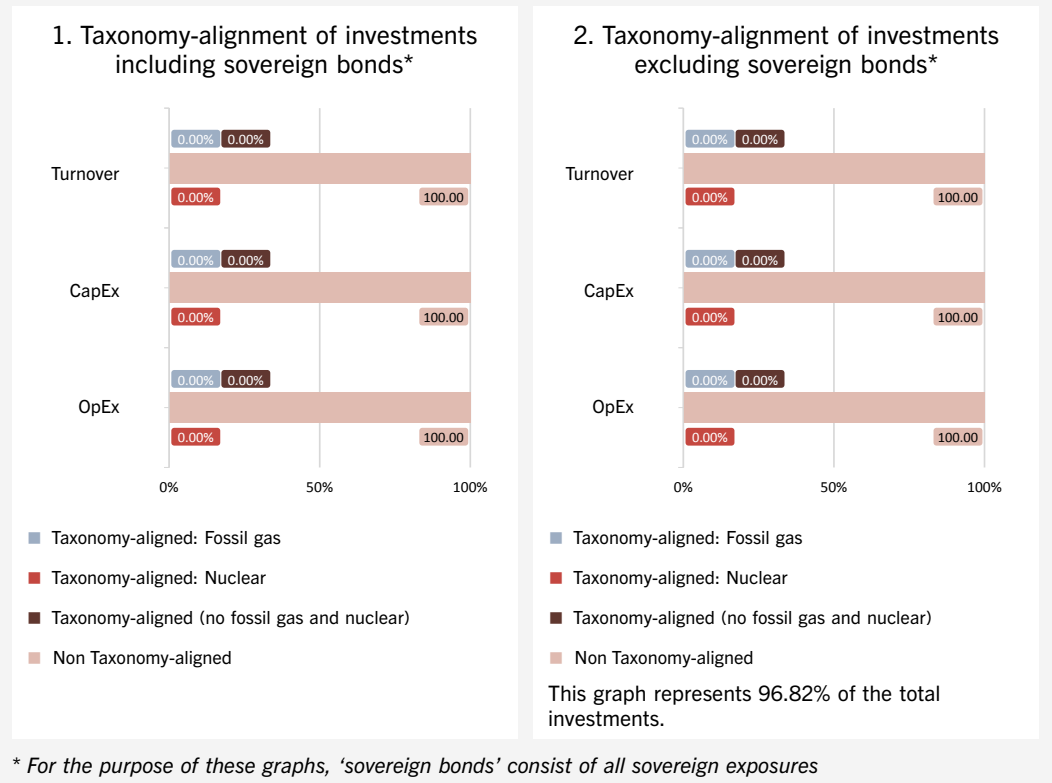 1. Taxonomy-alignment of investments
including sovereign bonds*
0.00% 0.00%
Turnover
0.00% 100.00
0.00% 0.00%
CapEx
0.00% 100.00
0.00% 0.00%
OpEx
0.00% 100.00
0% 50% 100%
Taxonomy-aligned: Fossil gas
Taxonomy-aligned: Nuclear
Taxonomy-aligned (no fossil gas and nuclear)
Non Taxonomy-aligned
2. Taxonomy-alignment of investments
excluding sovereign bonds*
0.00% 0.00%
Turnover
0.00% 100.00
0.00% 0.00%
CapEx
0.00% 100.00
0.00% 0.00%
OpEx
0.00% 100.00
0% 50% 100%
Taxonomy-aligned: Fossil gas
Taxonomy-aligned: Nuclear
Taxonomy-aligned (no fossil gas and nuclear)
Non Taxonomy-aligned
This graph represents 96.82% of the total
investments.
* For the purpose of these graphs, ‘sovereign bonds’ consist of all sovereign exposures